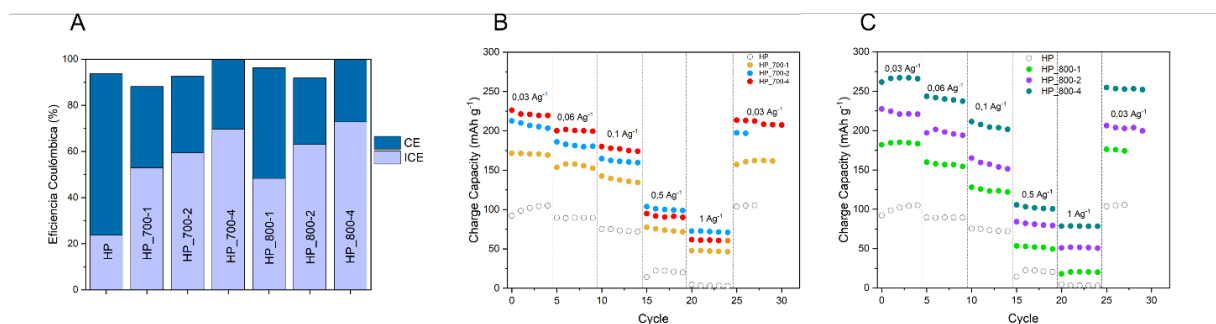 A
Eficiencia Coulombica (%)
100
80
60
40
20
0
HP
HP_700-1
HP_700-2
HP_700-4
HP_800-1
HP_800-2
HP_800-4
CE
ICE
B
Charge Capacity (mAh g⁻¹)
300
250
200
150
100
50
0
HP
HP_700-1
HP_700-2
HP_700-4
0,03 Ag⁻¹
0,06 Ag⁻¹
0,1 Ag⁻¹
0,5 Ag⁻¹
1 Ag⁻¹
0,03 Ag⁻¹
0 5 10 15 20 25 30
Cycle
C
Charge Capacity (mAh g⁻¹)
300
250
200
150
100
50
0
HP
HP_800-1
HP_800-2
HP_800-4
0,03 Ag⁻¹
0,06 Ag⁻¹
0,1 Ag⁻¹
0,5 Ag⁻¹
1 Ag⁻¹
0,03 Ag⁻¹
0 5 10 15 20 25 30
Cycle